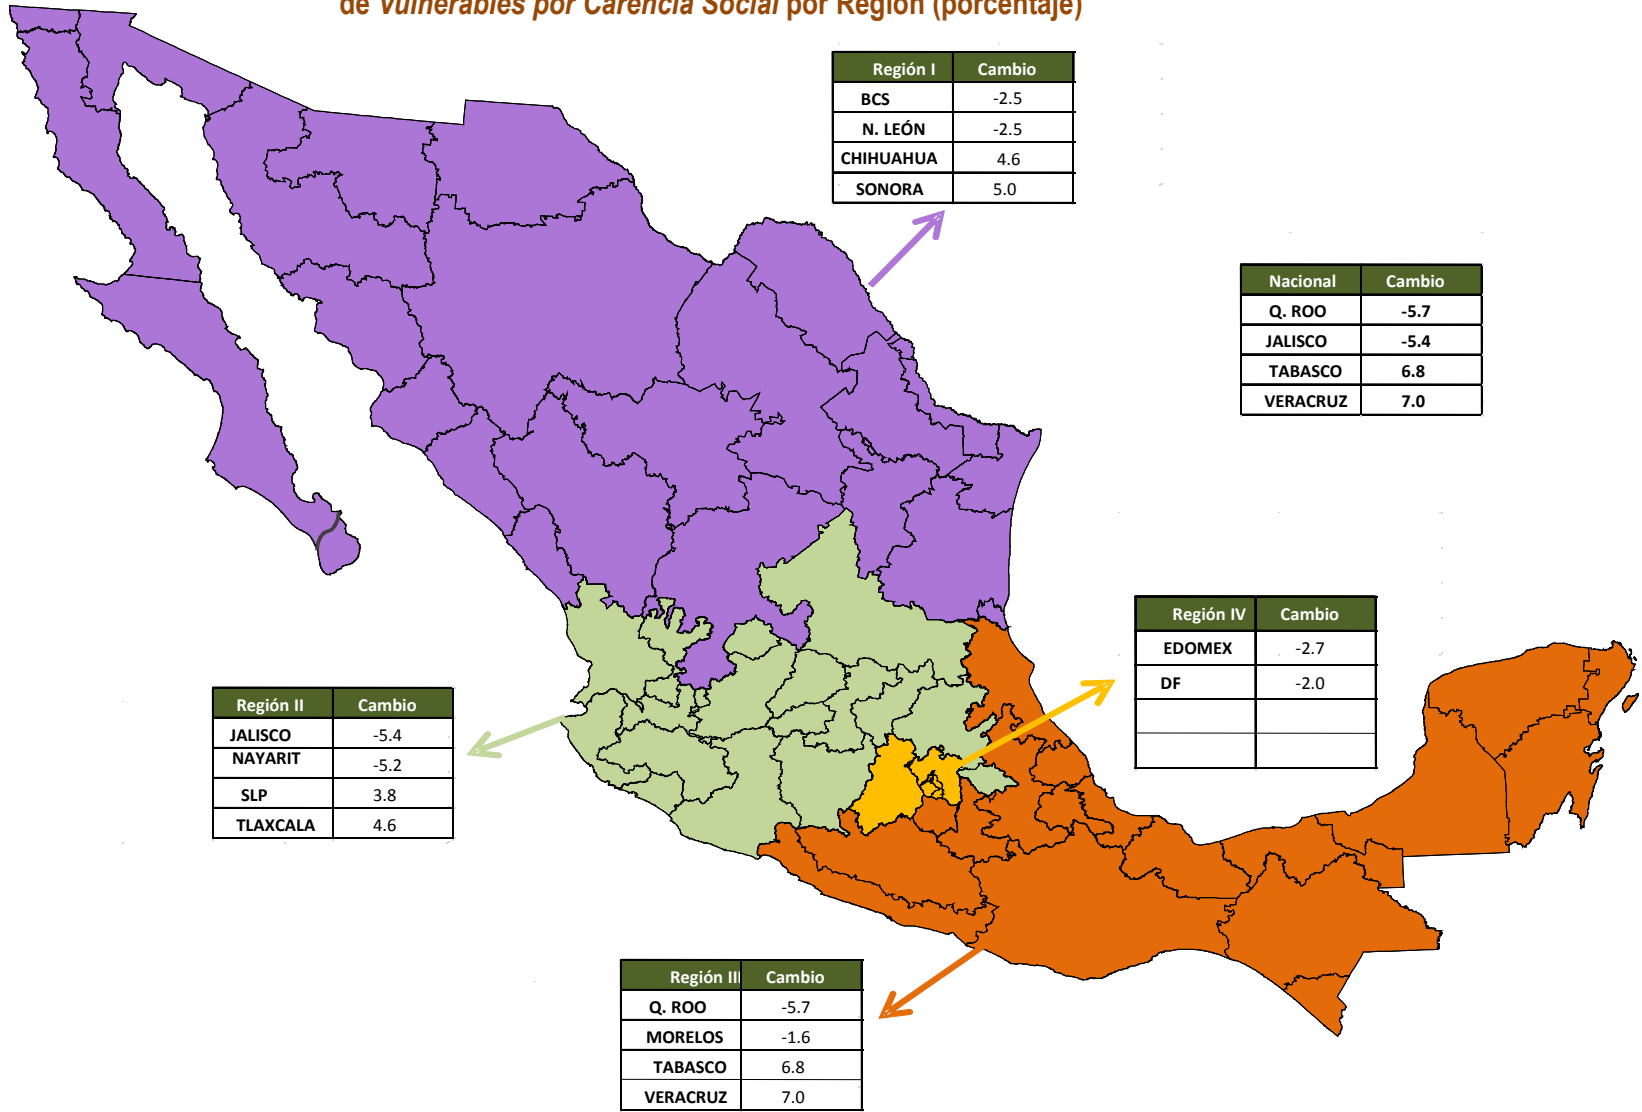 de Vulnerables por Carencia Social por Región (porcentaje)
Región I Cambio
BCS -2.5
N. LEÓN -2.5
CHIHUAHUA 4.6
SONORA 5.0
Nacional Cambio
Q. ROO -5.7
JALISCO -5.4
TABASCO 6.8
VERACRUZ 7.0
Región IV Cambio
EDOMEX -2.7
DF -2.0
Región II Cambio
JALISCO -5.4
NAYARIT -5.2
SLP 3.8
TLAXCALA 4.6
Región III Cambio
Q. ROO -5.7
MORELOS -1.6
TABASCO 6.8
VERACRUZ 7.0